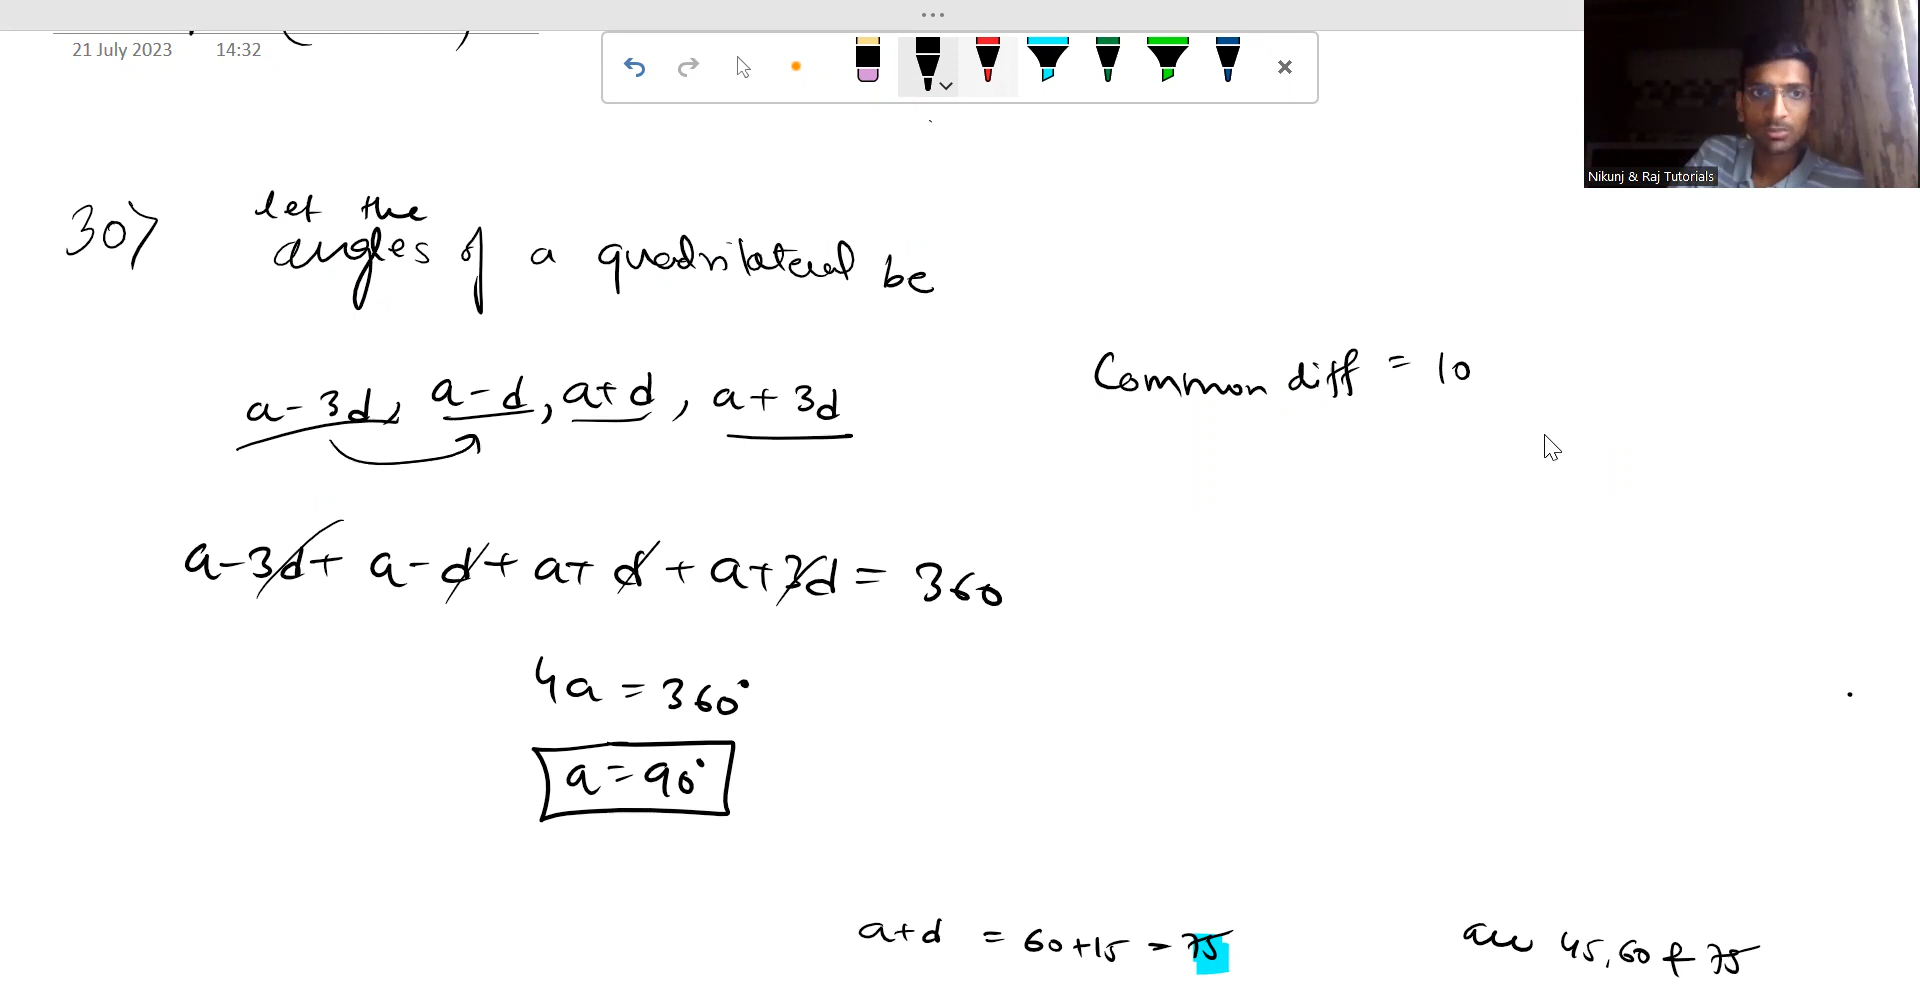 21 July 2023 14:32
Nikunj & Raj Tutorials
30) let the
angles of a quadrilateral be
a-3d, a-d, a+d, a+3d
Common diff = 10
a-3d+ a-d+ a+d + a+3d = 360
4a = 360°
a = 90°
a+d = 60+15 = 75
are 45, 60 & 75